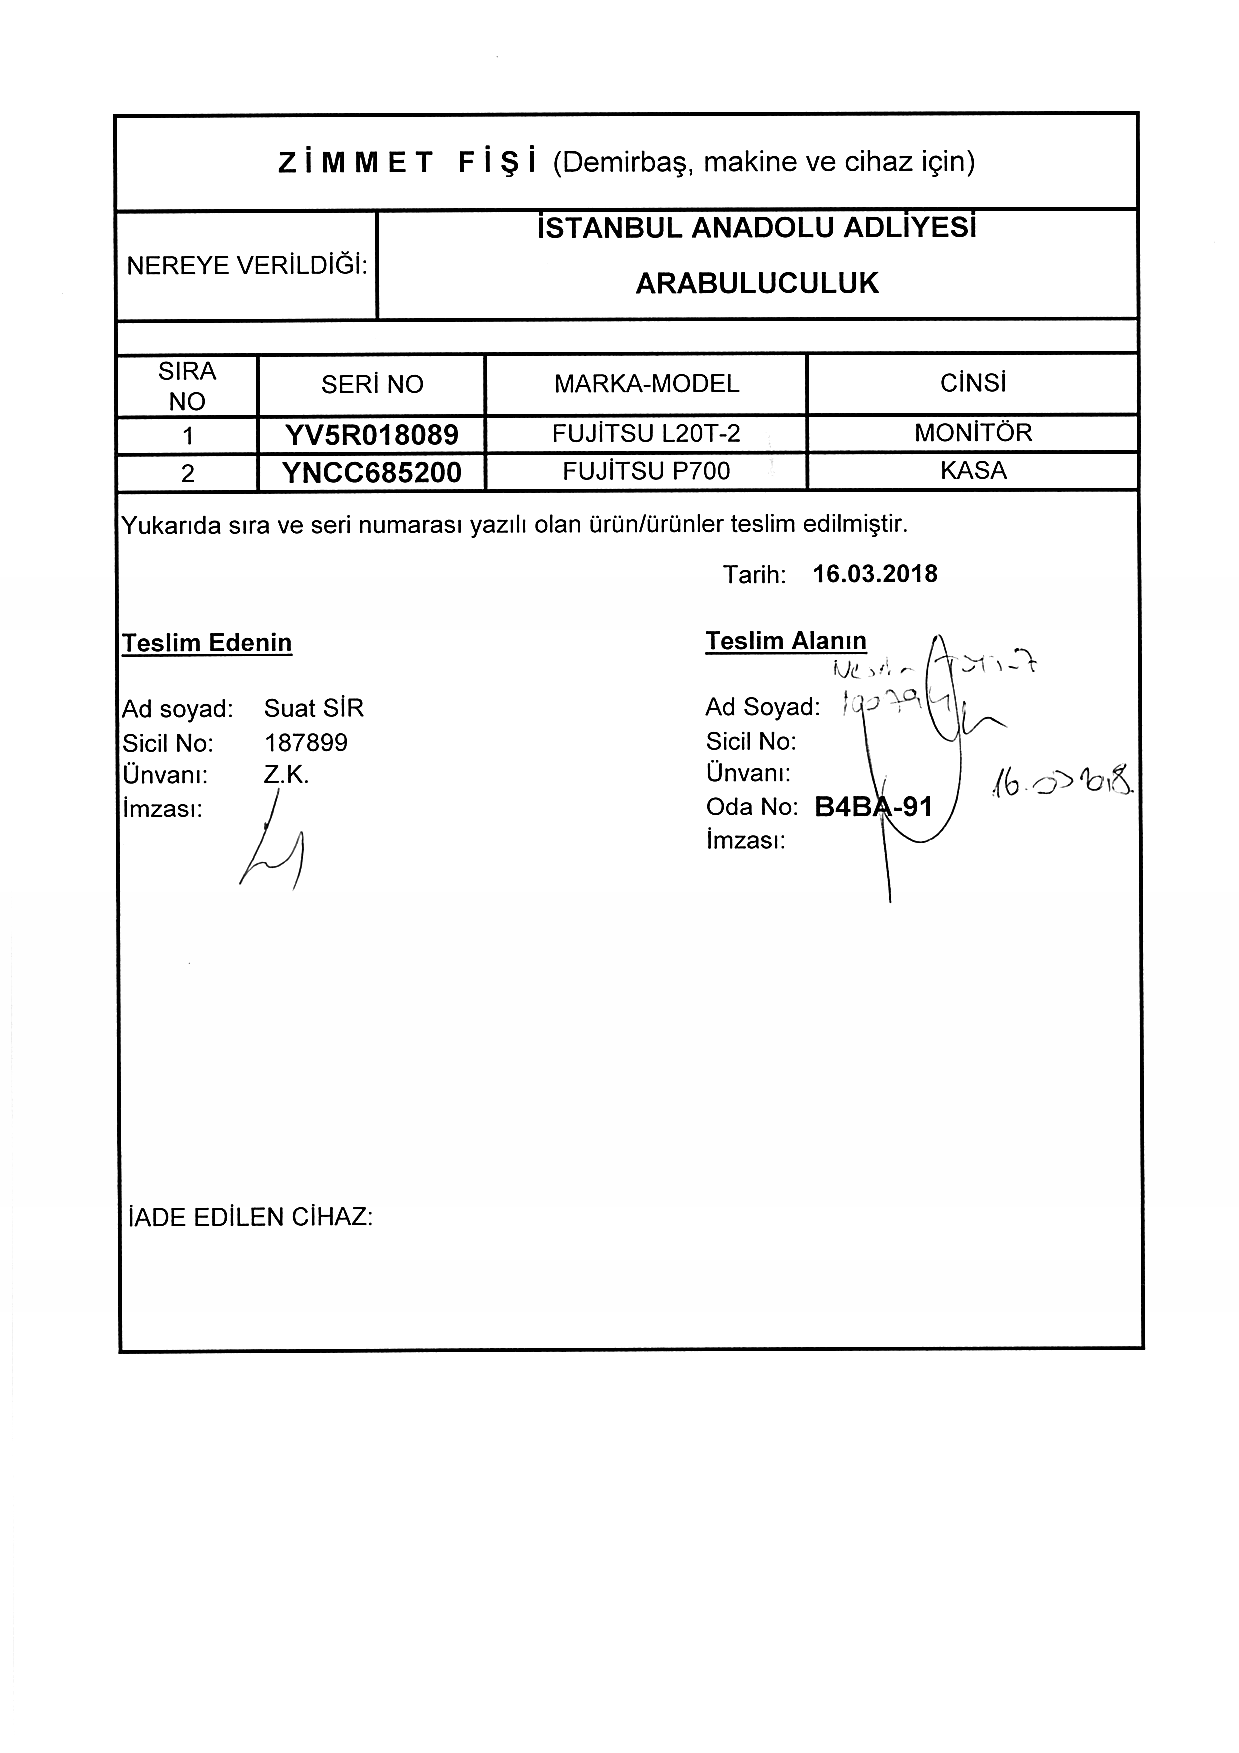 ZİMMET FİŞİ (Demirbaş, makine ve cihaz için)
NEREYE VERİLDİĞİ:
İSTANBUL ANADOLU ADLİYESİ
ARABULUCULUK
SIRA NO SERİ NO MARKA-MODEL CİNSİ
1 YV5R018089 FUJİTSU L20T-2 MONİTÖR
2 YNCC685200 FUJİTSU P700 KASA
Yukarıda sıra ve seri numarası yazılı olan ürün/ürünler teslim edilmiştir.
Tarih: 16.03.2018
Teslim Edenin
Ad soyad: Suat SİR
Sicil No: 187899
Ünvanı: Z.K.
İmzası:
Teslim Alanın
Ad Soyad:
Sicil No:
Ünvanı:
16.03.2018.
Oda No: B4BA-91
İmzası:
İADE EDİLEN CİHAZ: